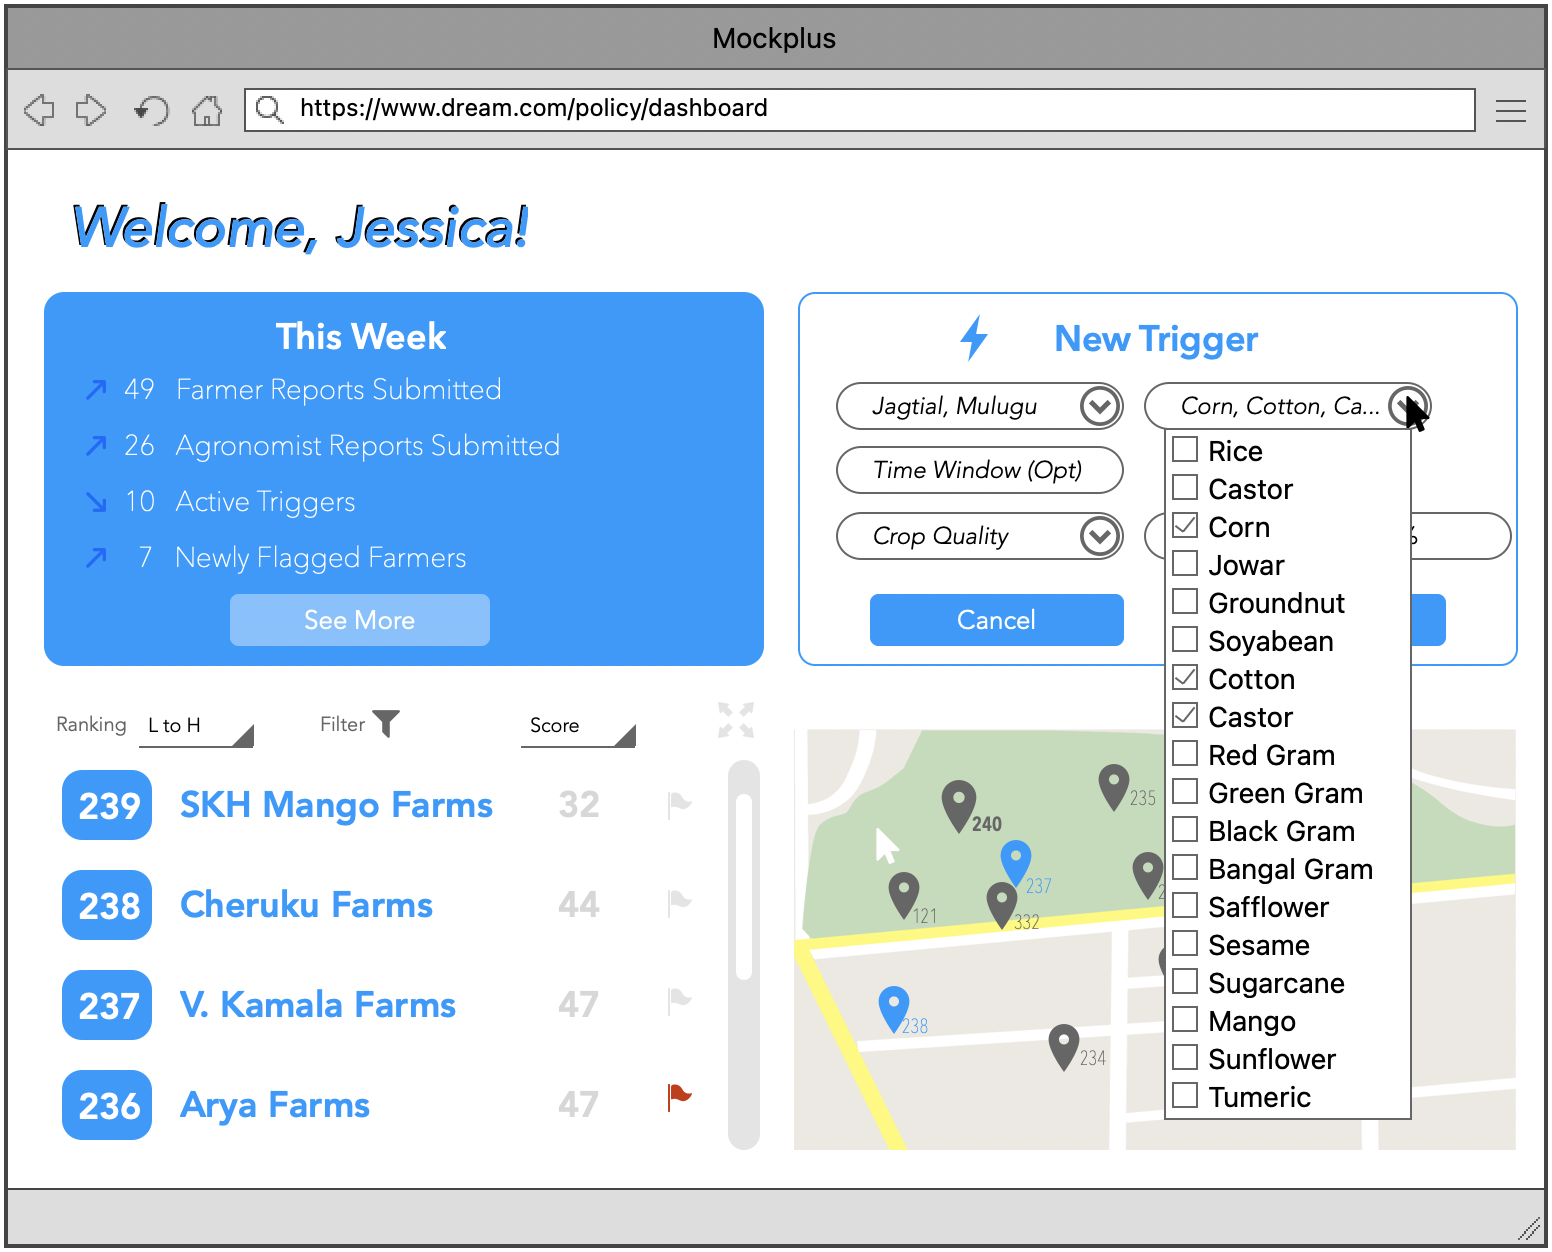 Mockplus
https://www.dream.com/policy/dashboard
Welcome, Jessica!
This Week
49 Farmer Reports Submitted
26 Agronomist Reports Submitted
10 Active Triggers
7 Newly Flagged Farmers
See More
New Trigger
Jagtial, Mulugu
Corn, Cotton, Ca...
Time Window (Opt)
Crop Quality
%
Cancel
Rice
Castor
Corn
Jowar
Groundnut
Soyabean
Cotton
Castor
Red Gram
Green Gram
Black Gram
Bangal Gram
Safflower
Sesame
Sugarcane
Mango
Sunflower
Tumeric
Ranking L to H Filter Score
239 SKH Mango Farms 32
238 Cheruku Farms 44
237 V. Kamala Farms 47
236 Arya Farms 47
235
240
237
121
332
238
234